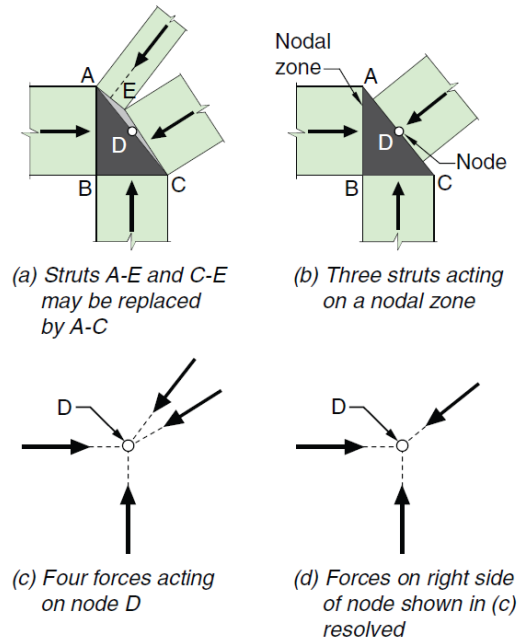 A
E
D
B
C
(a) Struts A-E and C-E
may be replaced
by A-C
Nodal
zone
A
D
Node
B
C
(b) Three struts acting
on a nodal zone
D
(c) Four forces acting
on node D
D
(d) Forces on right side
of node shown in (c)
resolved